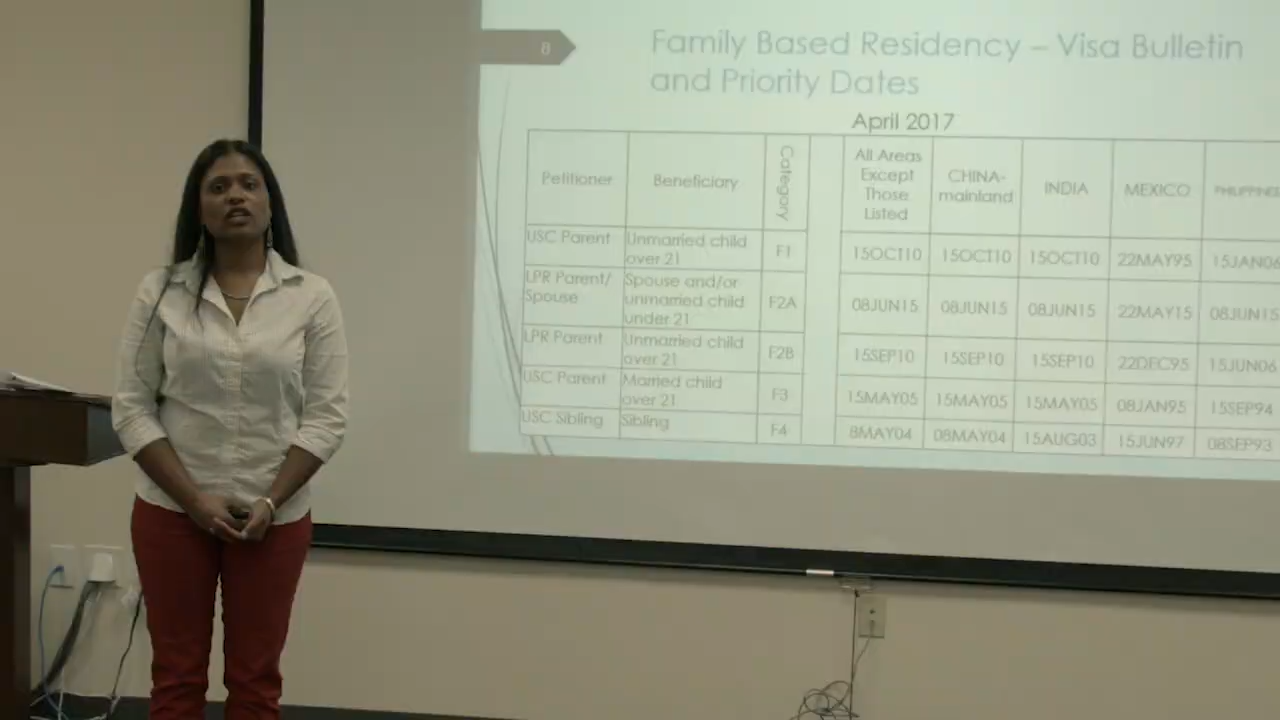 8
Family Based Residency – Visa Bulletin
and Priority Dates
April 2017
Petitioner
Beneficiary
Category
All Areas
Except
Those
Listed
CHINA-
mainland
INDIA
MEXICO
PHILIPPINES
USC Parent
Unmarried child
over 21
F1
15OCT10
15OCT10
15OCT10
22MAY95
15JAN06
LPR Parent/
Spouse
Spouse and/or
unmarried child
under 21
F2A
08JUN15
08JUN15
08JUN15
22MAY15
08JUN15
LPR Parent
Unmarried child
over 21
F2B
15SEP10
15SEP10
15SEP10
22DEC95
15JUN06
USC Parent
Married child
over 21
F3
15MAY05
15MAY05
15MAY05
08JAN95
15SEP94
USC Sibling
Sibling
F4
8MAY04
08MAY04
15AUG03
15JUN97
08SEP93